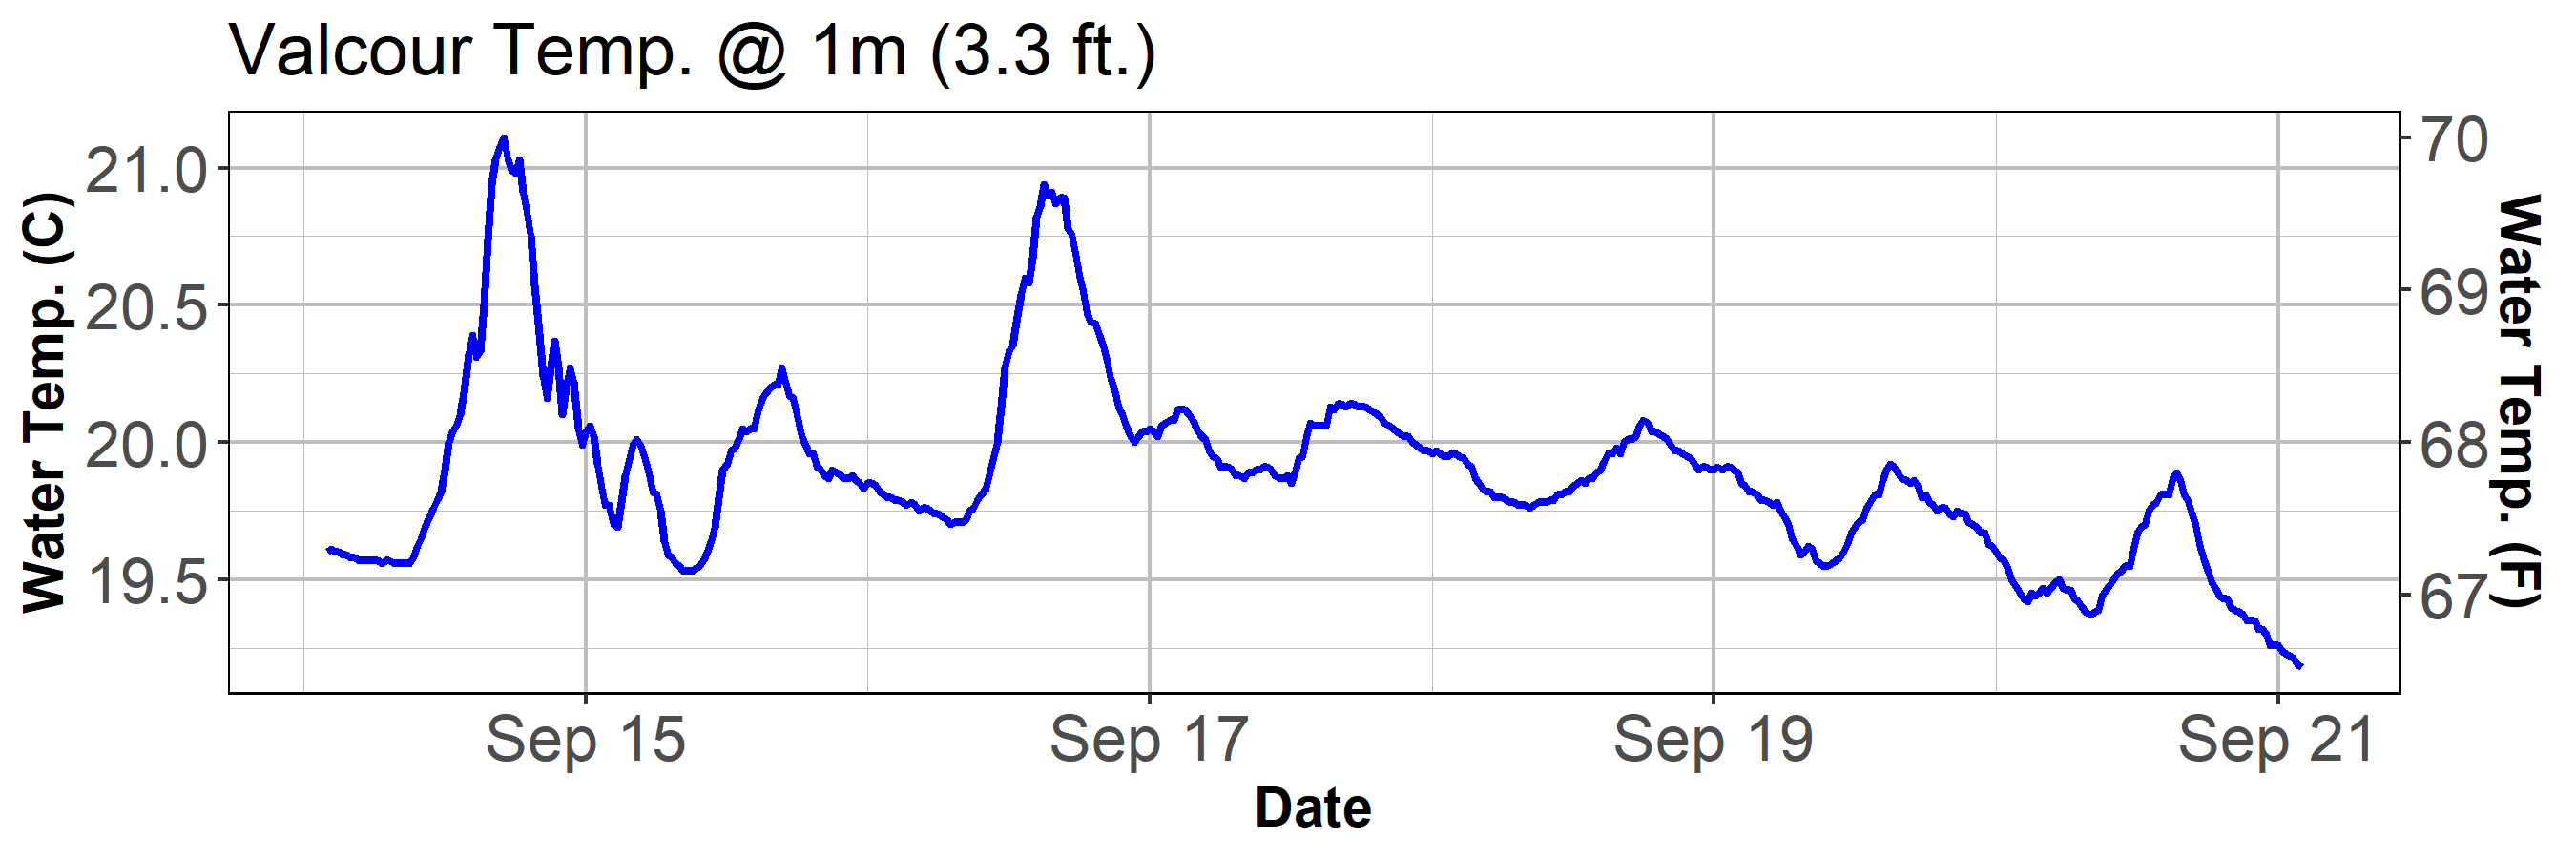 Valcour Temp. @ 1m (3.3 ft.)
Water Temp. (C)
21.0
20.5
20.0
19.5
70
69
68
67
Water Temp. (F)
Sep 15 Sep 17 Sep 19 Sep 21
Date